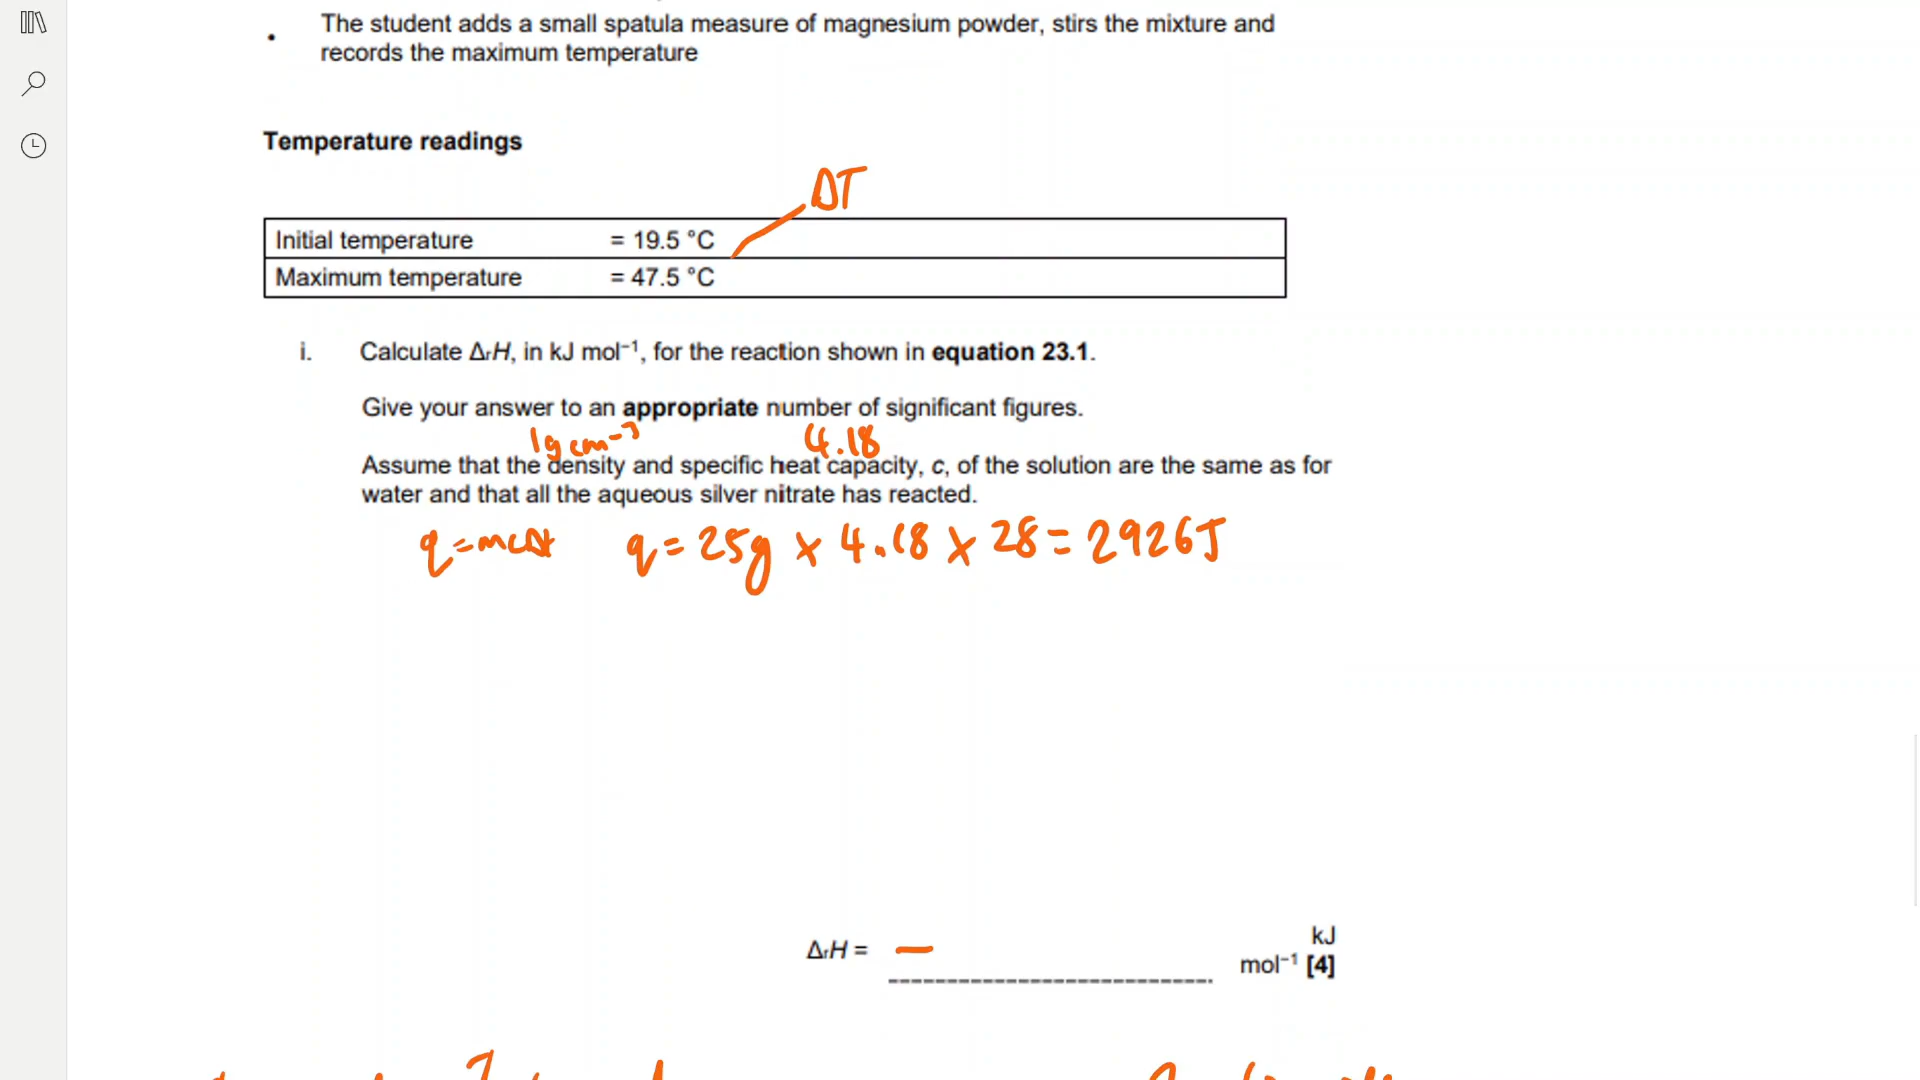 The student adds a small spatula measure of magnesium powder, stirs the mixture and
records the maximum temperature
Temperature readings
ΔT
Initial temperature = 19.5 °C
Maximum temperature = 47.5 °C
i. Calculate ΔrH, in kJ mol⁻¹, for the reaction shown in equation 23.1.
Give your answer to an appropriate number of significant figures.
1g cm⁻³ 4.18
Assume that the density and specific heat capacity, c, of the solution are the same as for
water and that all the aqueous silver nitrate has reacted.
q=mcΔt q = 25g × 4.18 × 28 = 2926J
ΔrH = –
kJ
mol⁻¹ [4]